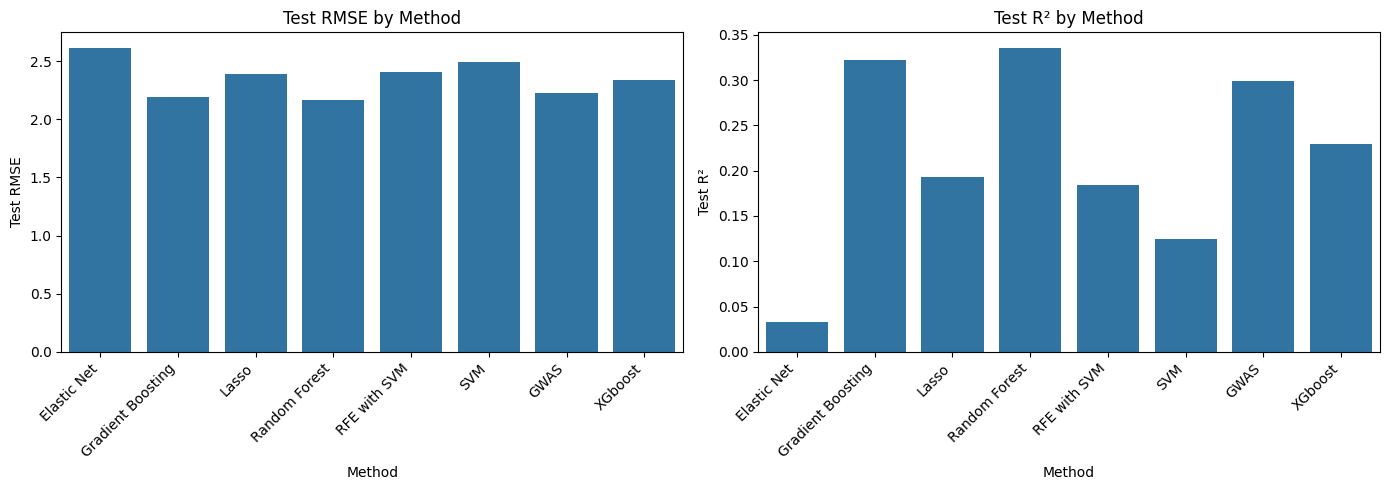 Test RMSE by Method
Test RMSE
2.5
2.0
1.5
1.0
0.5
0.0
Elastic Net
Gradient Boosting
Lasso
Random Forest
RFE with SVM
SVM
GWAS
XGboost
Method
Test R² by Method
Test R²
0.35
0.30
0.25
0.20
0.15
0.10
0.05
0.00
Elastic Net
Gradient Boosting
Lasso
Random Forest
RFE with SVM
SVM
GWAS
XGboost
Method